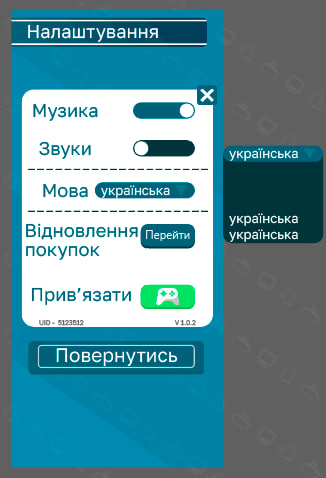 Налаштування
Музика
Звуки
Мова українська
Відновлення
покупок
Перейти
Прив’язати
UID - 5123512 V 1.0.2
Повернутись
українська
українська
українська